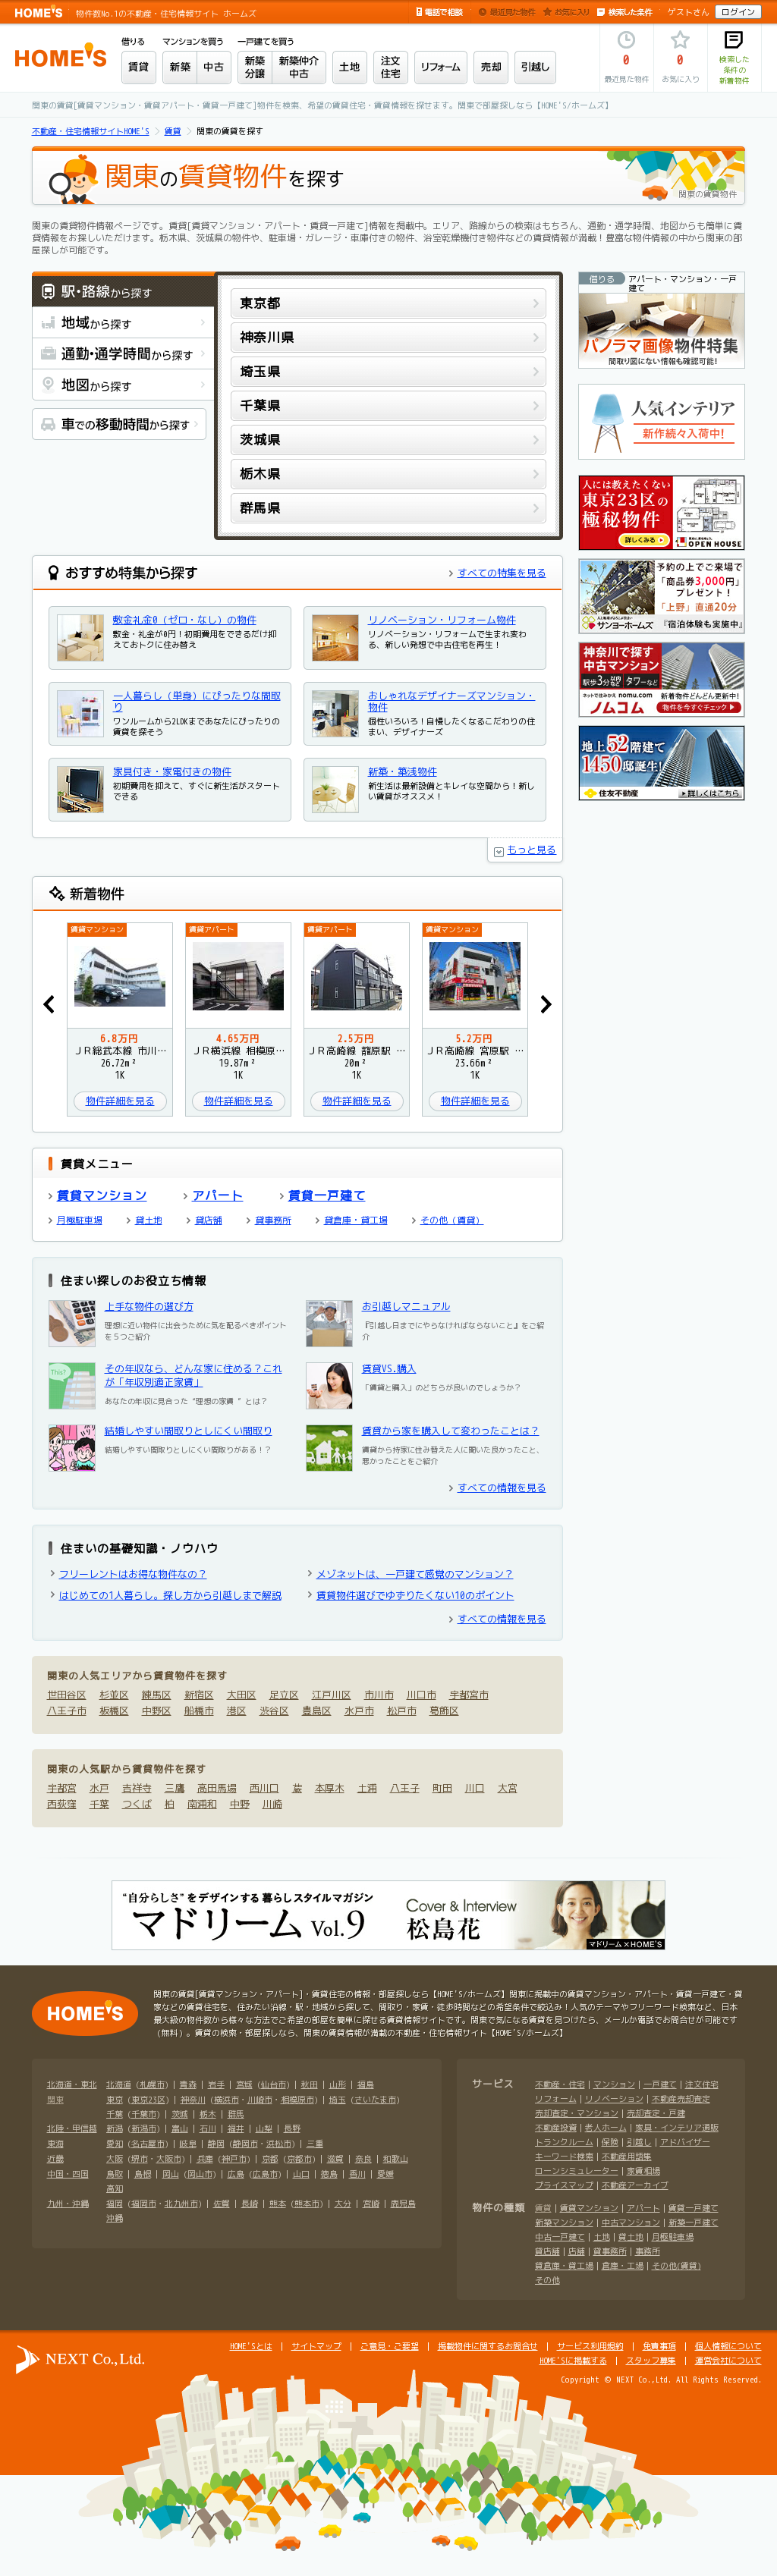 HOME'S 物件数No.1の不動産・住宅情報サイト ホームズ
電話で相談 最近見た物件 お気に入り 検索した条件 ゲストさん ログイン
HOME'S
借りる マンションを買う 一戸建てを買う
賃貸 新築 中古 新築分譲 新築仲介中古 土地 注文住宅 リフォーム 売却 引越し
0 最近見た物件
0 お気に入り
検索した条件の新着物件
関東の賃貸[賃貸マンション・賃貸アパート・賃貸一戸建て]物件を検索、希望の賃貸住宅・賃貸情報を探せます。関東で部屋探しなら【HOME'S/ホームズ】
不動産・住宅情報サイトHOME'S > 賃貸 > 関東の賃貸を探す
関東の賃貸物件を探す
関東の賃貸物件
関東の賃貸物件情報ページです。賃貸[賃貸マンション・アパート・賃貸一戸建て]情報を掲載中。エリア、路線からの検索はもちろん、通勤・通学時間、地図からも簡単に賃
貸情報をお探しいただけます。栃木県、茨城県の物件や、駐車場・ガレージ・車庫付きの物件、浴室乾燥機付き物件などの賃貸情報が満載！豊富な物件情報の中から関東の部
屋探しが可能です。
駅・路線から探す
地域から探す
通勤・通学時間から探す
地図から探す
車での移動時間から探す
東京都
神奈川県
埼玉県
千葉県
茨城県
栃木県
群馬県
借りる アパート・マンション・一戸建て
パノラマ画像物件特集
間取り図にない情報も確認可能!
人気インテリア
新作続々入荷中!
人には教えたくない
東京23区の
極秘物件
詳しくみる
OPEN HOUSE
予約の上でご来場で
「商品券3,000円」
プレゼント！
「上野」直通20分
サンヨーホームズ 『宿泊体験も実施中』
神奈川で探す
中古マンション
駅歩3分以内 タワーなど
ネットで住みかえ nomu.com
ノムコム
新着物件どんどん更新中!
物件を今すぐチェック
地上52階建て
1450邸誕生!
住友不動産 詳しくはこちら
おすすめ特集から探す
すべての特集を見る
敷金礼金0（ゼロ・なし）の物件
敷金・礼金が0円！初期費用をできるだけ抑
えておトクに住み替え
リノベーション・リフォーム物件
リノベーション・リフォームで生まれ変わ
る、新しい発想で中古住宅を再生！
一人暮らし（単身）にぴったりな間取
り
ワンルームから2LDKまであなたにぴったりの
賃貸を探そう
おしゃれなデザイナーズマンション・
物件
個性いろいろ！自慢したくなるこだわりの住
まい、デザイナーズ
家具付き・家電付きの物件
初期費用を抑えて、すぐに新生活がスタート
できる
新築・築浅物件
新生活は最新設備とキレイな空間から！新し
い賃貸がオススメ！
もっと見る
新着物件
賃貸マンション 賃貸アパート 賃貸アパート 賃貸マンション
6.8万円 4.65万円 2.5万円 5.2万円
ＪＲ総武本線 市川… ＪＲ横浜線 相模原… ＪＲ高崎線 籠原駅 … ＪＲ高崎線 宮原駅 …
26.72m² 19.87m² 20m² 23.66m²
1K 1K 1K 1K
物件詳細を見る 物件詳細を見る 物件詳細を見る 物件詳細を見る
賃貸メニュー
賃貸マンション アパート 賃貸一戸建て
月極駐車場 貸土地 貸店舗 貸事務所 貸倉庫・貸工場 その他（賃貸）
住まい探しのお役立ち情報
上手な物件の選び方
理想に近い物件に出会うために気を配るべきポイント
を５つご紹介
お引越しマニュアル
『引越し日までにやらなければならないこと』をご紹
介
This?
その年収なら、どんな家に住める？これ
が「年収別適正家賃」
あなたの年収に見合った“理想の家賃”とは？
賃貸VS.購入
「賃貸と購入」のどちらが良いのでしょうか？
結婚しやすい間取りとしにくい間取り
結婚しやすい間取りとしにくい間取りがある！？
賃貸から家を購入して変わったことは？
賃貸から持家に住み替えた人に聞いた良かったこと、
悪かったことをご紹介
すべての情報を見る
住まいの基礎知識・ノウハウ
フリーレントはお得な物件なの？
メゾネットは、一戸建て感覚のマンション？
はじめての1人暮らし。探し方から引越しまで解説
賃貸物件選びでゆずりたくない10のポイント
すべての情報を見る
関東の人気エリアから賃貸物件を探す
世田谷区 杉並区 練馬区 新宿区 大田区 足立区 江戸川区 市川市 川口市 宇都宮市
八王子市 板橋区 中野区 船橋市 港区 渋谷区 豊島区 水戸市 松戸市 葛飾区
関東の人気駅から賃貸物件を探す
宇都宮 水戸 吉祥寺 三鷹 高田馬場 西川口 蕨 本厚木 土浦 八王子 町田 川口 大宮
西荻窪 千葉 つくば 柏 南浦和 中野 川崎
“自分らしさ”をデザインする暮らしスタイルマガジン
マドリーム Vol.9
Cover & Interview
松島花
マドリーム×HOME'S
HOME'S
関東の賃貸[賃貸マンション・アパート]・賃貸住宅の情報・部屋探しなら【HOME'S/ホームズ】関東に掲載中の賃貸マンション・アパート・賃貸一戸建て・貸
家などの賃貸住宅を、住みたい沿線・駅・地域から探して、間取り・家賃・徒歩時間などの希望条件で絞込み！人気のテーマやフリーワード検索など、日本
最大級の物件数から様々な方法でご希望の部屋を簡単に探せる賃貸情報サイトです。関東で気になる賃貸を見つけたら、メールか電話でお問合せが可能です
（無料）。賃貸の検索・部屋探しなら、関東の賃貸情報が満載の不動産・住宅情報サイト【HOME'S/ホームズ】
北海道・東北 北海道（札幌市）| 青森 | 岩手 | 宮城（仙台市）| 秋田 | 山形 | 福島
関東 東京（東京23区）| 神奈川（横浜市・川崎市・相模原市）| 埼玉（さいたま市）
千葉（千葉市）| 茨城 | 栃木 | 群馬
北陸・甲信越 新潟（新潟市）| 富山 | 石川 | 福井 | 山梨 | 長野
東海 愛知（名古屋市）| 岐阜 | 静岡（静岡市・浜松市）| 三重
近畿 大阪（堺市・大阪市）| 兵庫（神戸市）| 京都（京都市）| 滋賀 | 奈良 | 和歌山
中国・四国 鳥取 | 島根 | 岡山（岡山市）| 広島（広島市）| 山口 | 徳島 | 香川 | 愛媛
高知
九州・沖縄 福岡（福岡市・北九州市）| 佐賀 | 長崎 | 熊本（熊本市）| 大分 | 宮崎 | 鹿児島
沖縄
サービス 不動産・住宅 | マンション | 一戸建て | 注文住宅
リフォーム | リノベーション | 不動産売却査定
売却査定・マンション | 売却査定・戸建
不動産投資 | 老人ホーム | 家具・インテリア通販
トランクルーム | 保険 | 引越し | アドバイザー
キーワード検索 | 不動産用語集
ローンシミュレーター | 家賃相場
プライスマップ | 不動産アーカイブ
物件の種類 賃貸 | 賃貸マンション | アパート | 賃貸一戸建て
新築マンション | 中古マンション | 新築一戸建て
中古一戸建て | 土地 | 貸土地 | 月極駐車場
貸店舗 | 店舗 | 貸事務所 | 事務所
貸倉庫・貸工場 | 倉庫・工場 | その他(賃貸)
その他
NEXT Co.,Ltd.
HOME'Sとは | サイトマップ | ご意見・ご要望 | 掲載物件に関するお問合せ | サービス利用規約 | 免責事項 | 個人情報について
HOME'Sに掲載する | スタッフ募集 | 運営会社について
Copyright © NEXT Co.,Ltd. All Rights Reserved.